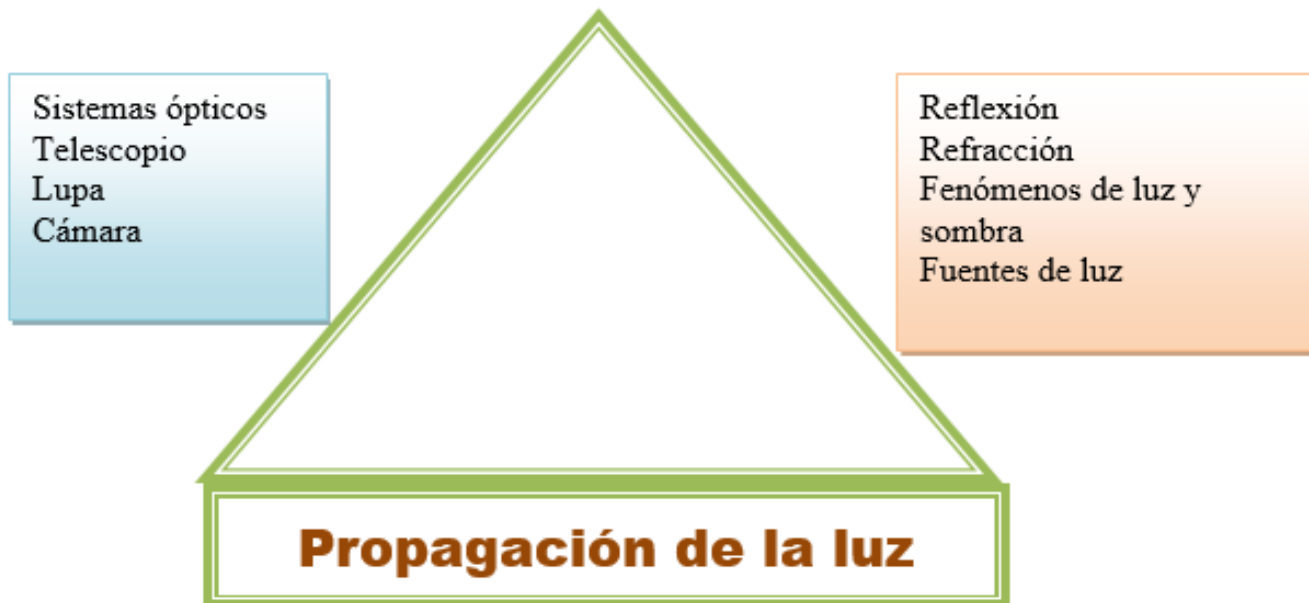 Sistemas ópticos
Telescopio
Lupa
Cámara
Reflexión
Refracción
Fenómenos de luz y
sombra
Fuentes de luz
Propagación de la luz